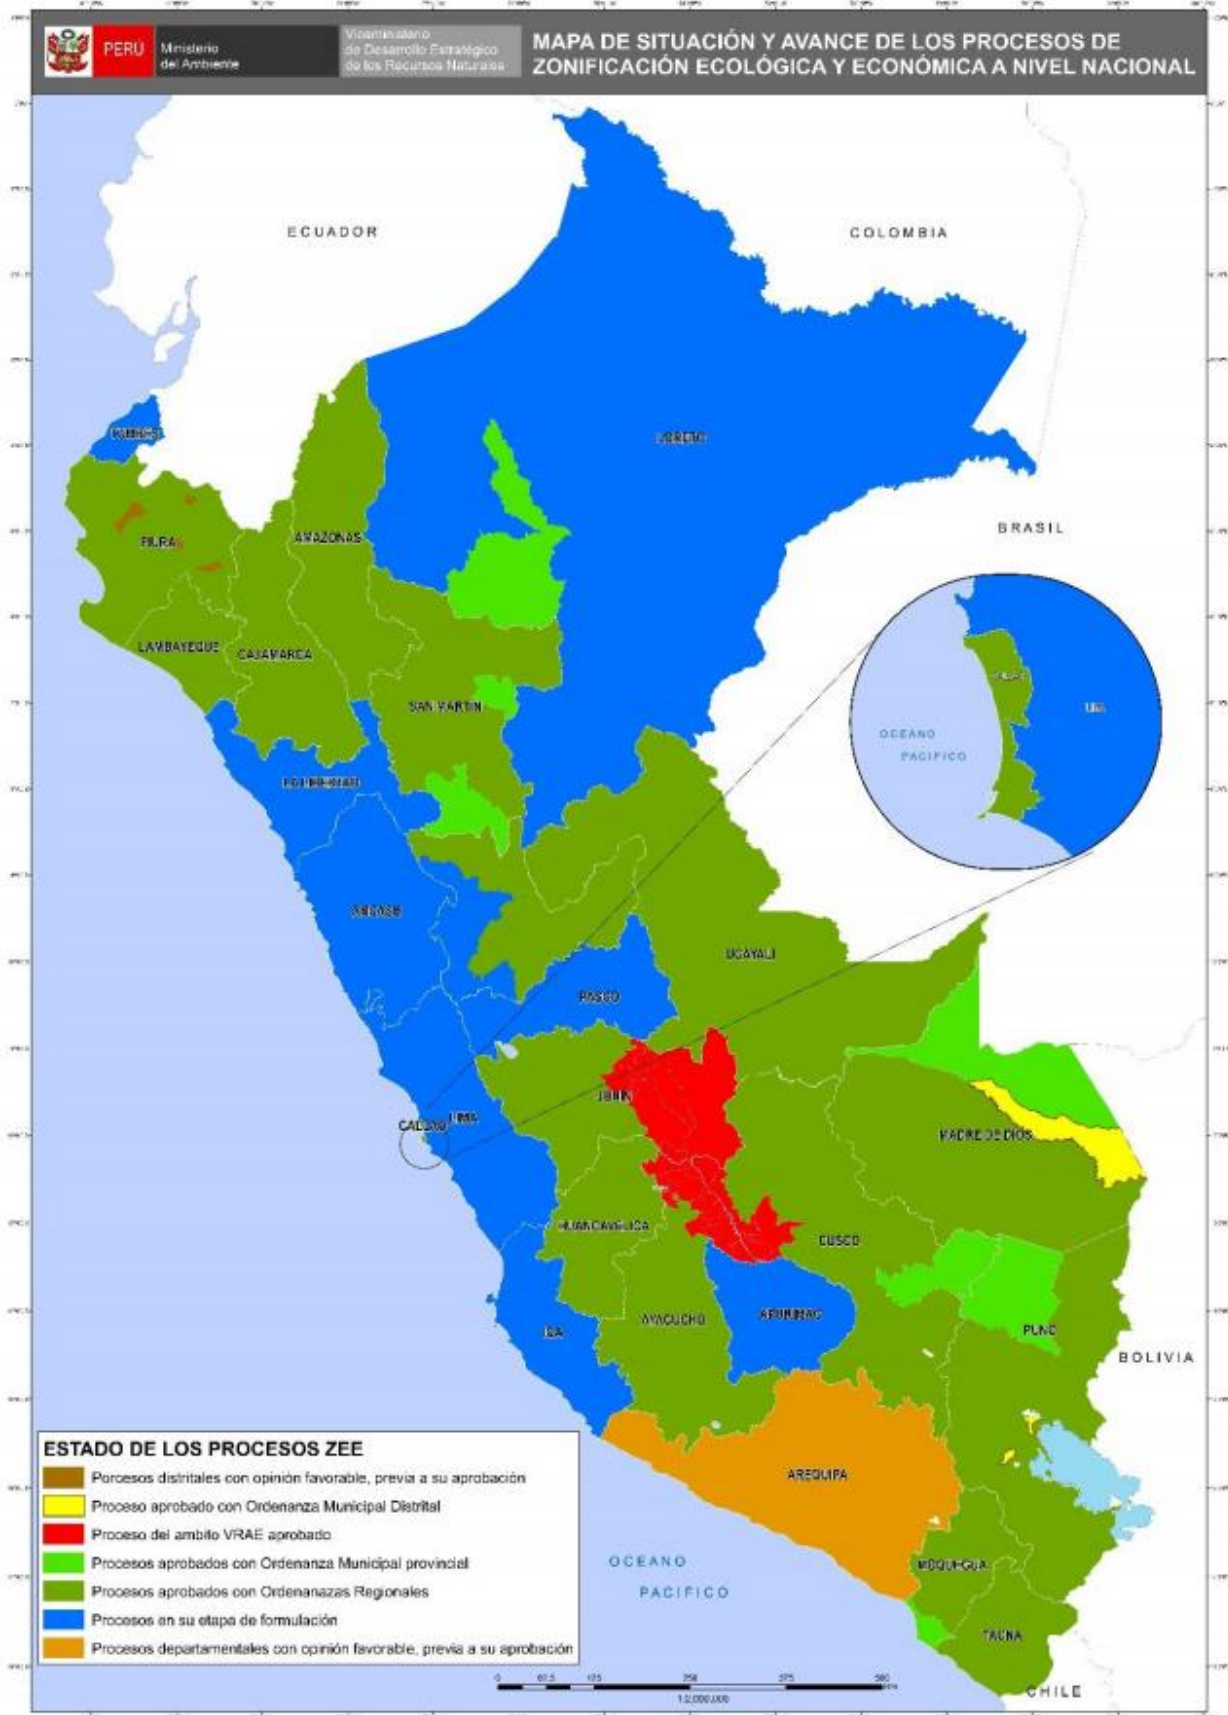 PERÚ
Ministerio
del Ambiente
Viceministerio
de Desarrollo Estratégico
de los Recursos Naturales
MAPA DE SITUACIÓN Y AVANCE DE LOS PROCESOS DE
ZONIFICACIÓN ECOLÓGICA Y ECONÓMICA A NIVEL NACIONAL
ECUADOR
COLOMBIA
TUMBES
LORETO
BRASIL
PIURA
AMAZONAS
LAMBAYEQUE
CAJAMARCA
SAN MARTIN
OCEANO
PACIFICO
LA LIBERTAD
ANCASH
UCAYALI
PASCO
JUNIN
CALLAO
LIMA
MADRE DE DIOS
HUANCAVELICA
CUSCO
AYACUCHO
APURIMAC
ICA
PUNO
BOLIVIA
AREQUIPA
MOQUEGUA
TACNA
OCEANO
PACIFICO
CHILE
ESTADO DE LOS PROCESOS ZEE
Porcesos distritales con opinión favorable, previa a su aprobación
Proceso aprobado con Ordenanza Municipal Distrital
Proceso del ambito VRAE aprobado
Procesos aprobados con Ordenanza Municipal provincial
Procesos aprobados con Ordenanazas Regionales
Procesos en su etapa de formulación
Procesos departamentales con opinión favorable, previa a su aprobación